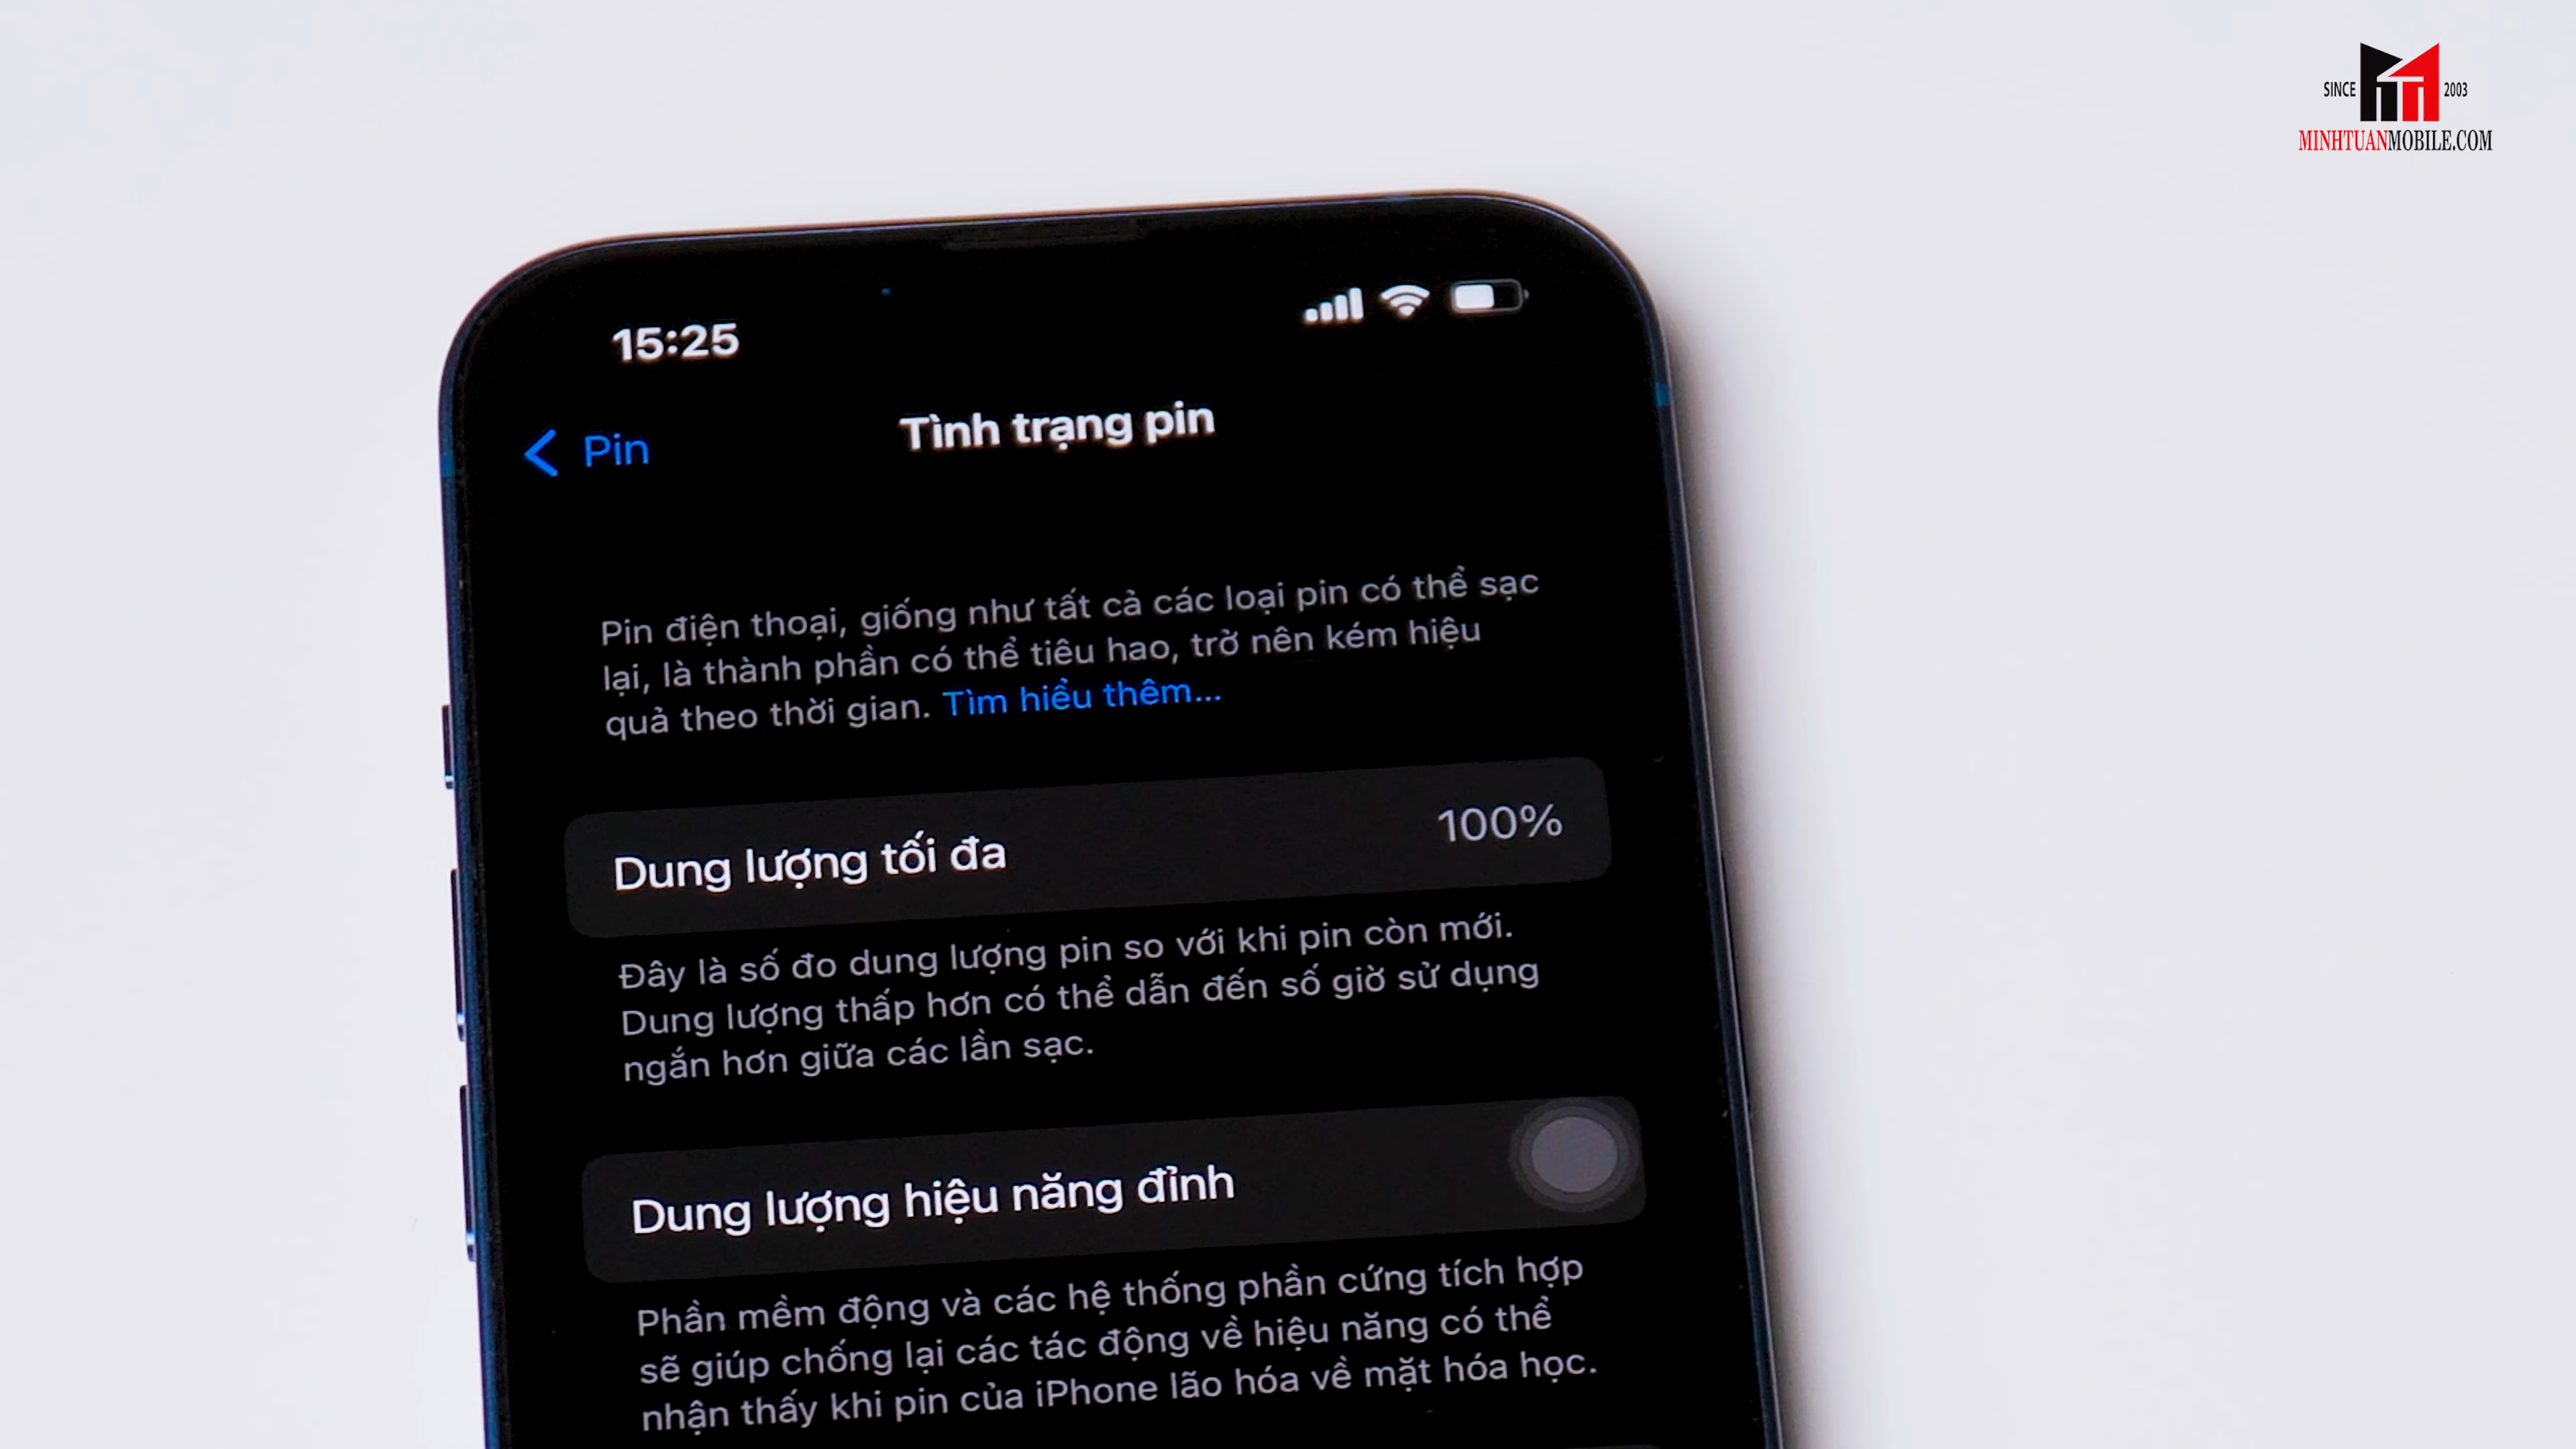 SINCE 2003
MINHTUANMOBILE.COM
15:25
Pin
Tình trạng pin
Pin điện thoại, giống như tất cả các loại pin có thể sạc
lại, là thành phần có thể tiêu hao, trở nên kém hiệu
quả theo thời gian. Tìm hiểu thêm...
Dung lượng tối đa 100%
Đây là số đo dung lượng pin so với khi pin còn mới.
Dung lượng thấp hơn có thể dẫn đến số giờ sử dụng
ngắn hơn giữa các lần sạc.
Dung lượng hiệu năng đỉnh
Phần mềm động và các hệ thống phần cứng tích hợp
sẽ giúp chống lại các tác động về hiệu năng có thể
nhận thấy khi pin của iPhone lão hóa về mặt hóa học.